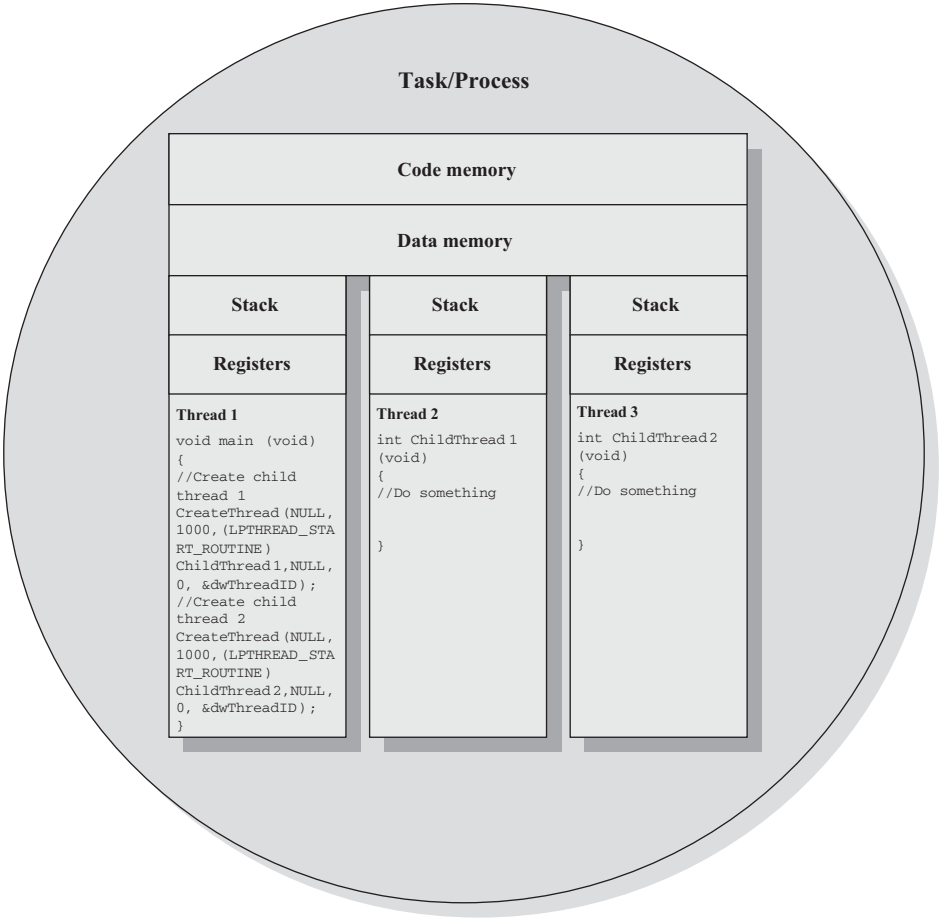 Task/Process
Code memory
Data memory
Stack
Registers
Thread 1
void main (void)
{
//Create child
thread 1
CreateThread(NULL,
1000,(LPTHREAD_STA
RT_ROUTINE)
ChildThread1,NULL,
0, &dwThreadID);
//Create child
thread 2
CreateThread(NULL,
1000,(LPTHREAD_STA
RT_ROUTINE)
ChildThread2,NULL,
0, &dwThreadID);
}
Stack
Registers
Thread 2
int ChildThread1
(void)
{
//Do something
}
Stack
Registers
Thread 3
int ChildThread2
(void)
{
//Do something
}